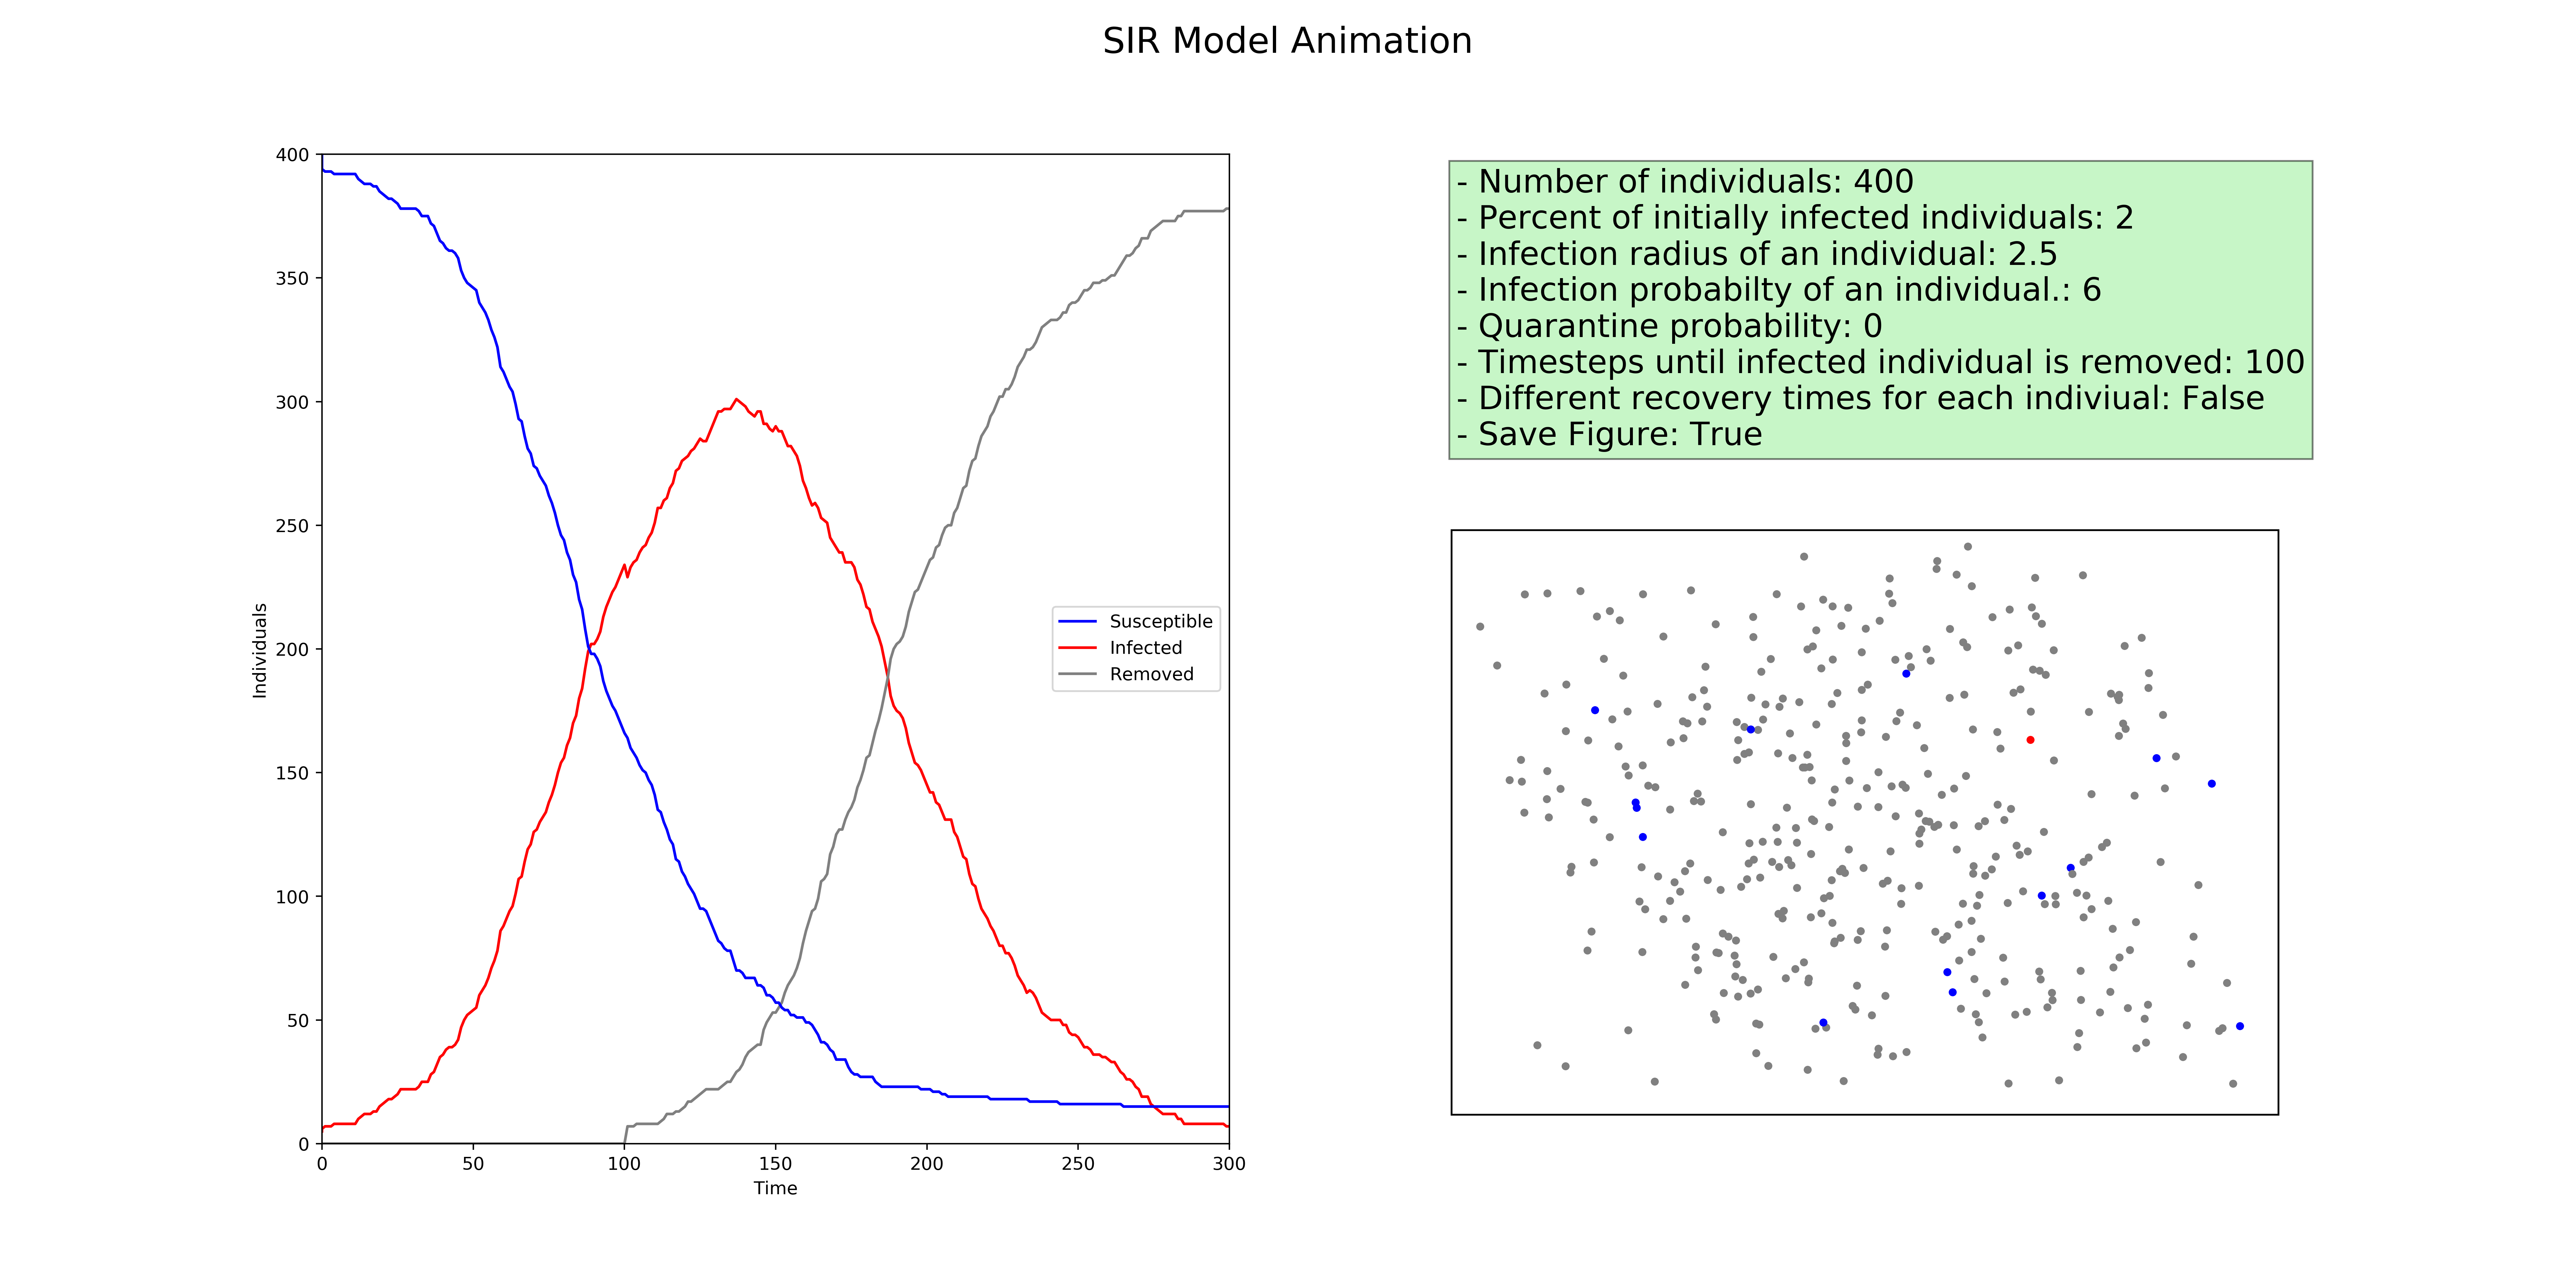 SIR Model Animation
400
350
300
250
200
150
100
50
0
Individuals
0 50 100 150 200 250 300
Time
Susceptible
Infected
Removed
- Number of individuals: 400
- Percent of initially infected individuals: 2
- Infection radius of an individual: 2.5
- Infection probabilty of an individual.: 6
- Quarantine probability: 0
- Timesteps until infected individual is removed: 100
- Different recovery times for each indiviual: False
- Save Figure: True